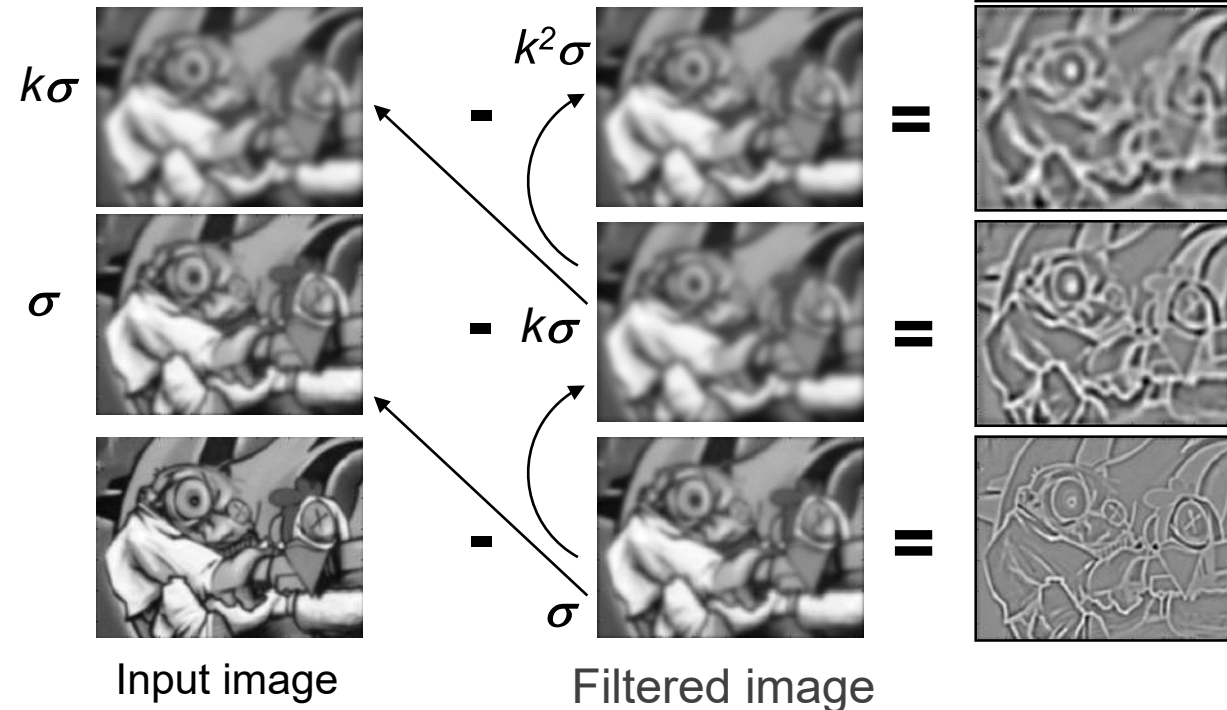 kσ - k²σ =
σ - kσ =
- σ =
Input image Filtered image